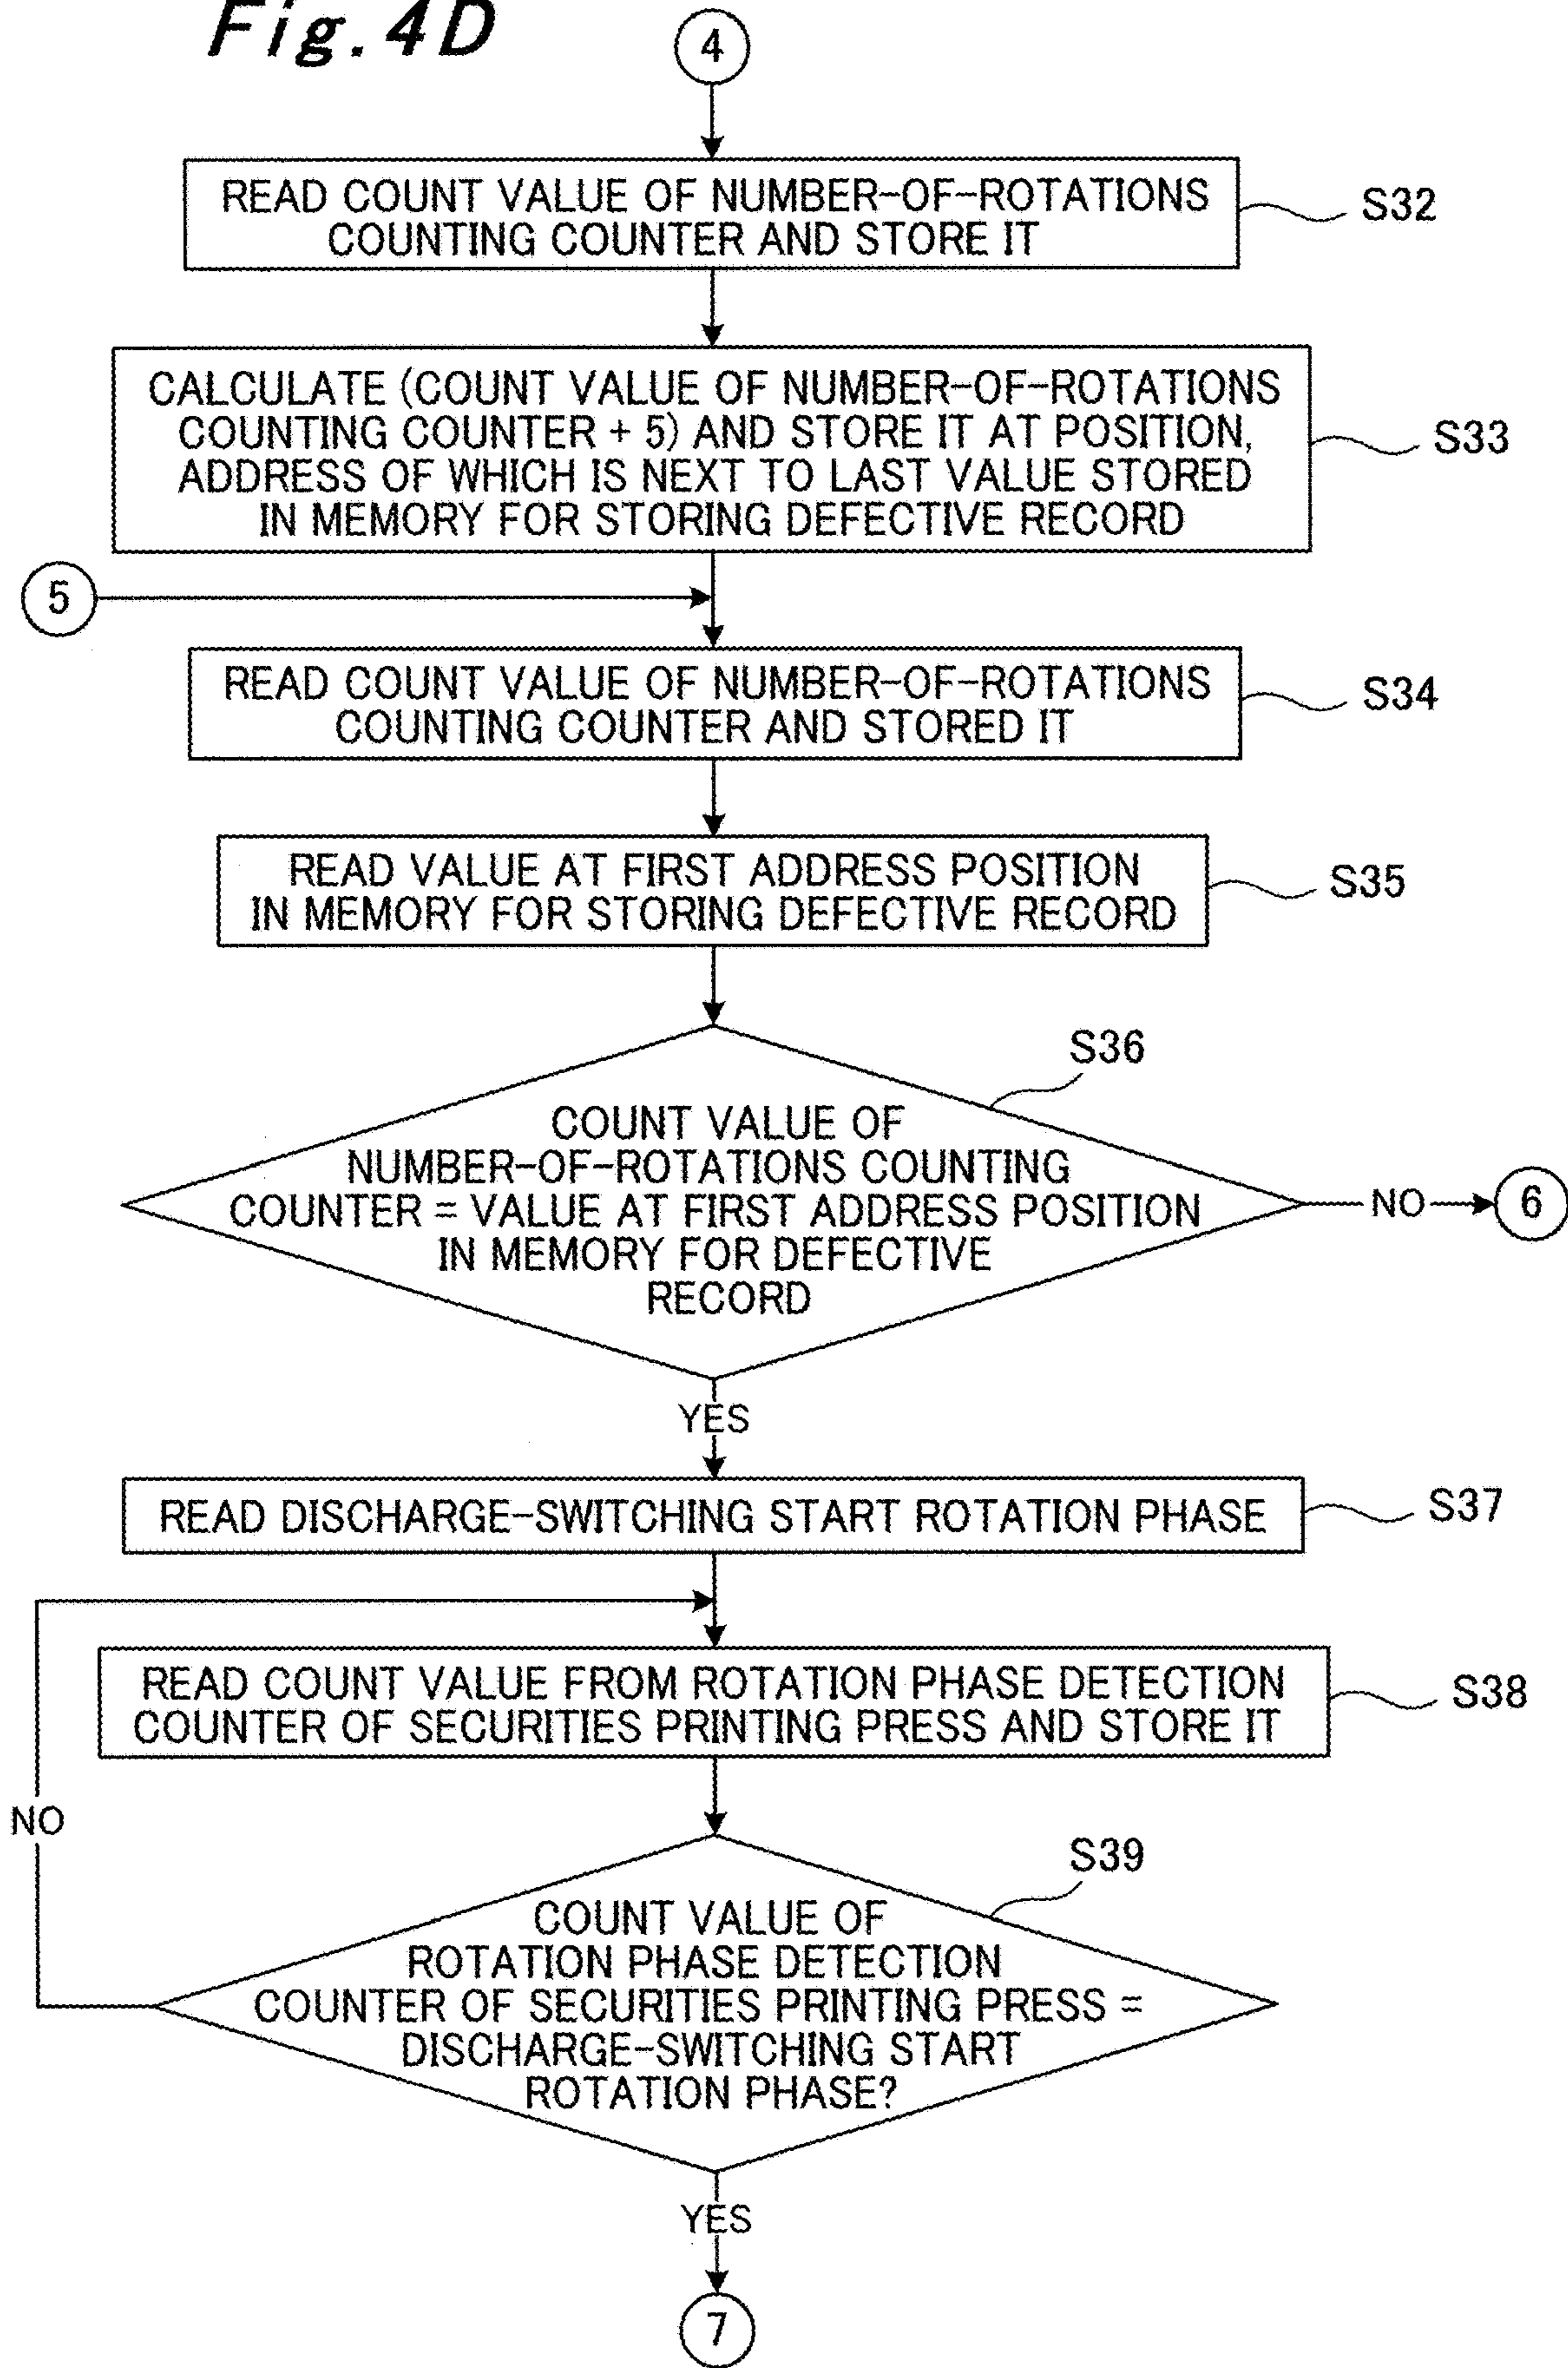 Fig.4D
4
READ COUNT VALUE OF NUMBER-OF-ROTATIONS
COUNTING COUNTER AND STORE IT
S32
CALCULATE (COUNT VALUE OF NUMBER-OF-ROTATIONS
COUNTING COUNTER + 5) AND STORE IT AT POSITION,
ADDRESS OF WHICH IS NEXT TO LAST VALUE STORED
IN MEMORY FOR STORING DEFECTIVE RECORD
S33
5
READ COUNT VALUE OF NUMBER-OF-ROTATIONS
COUNTING COUNTER AND STORED IT
S34
READ VALUE AT FIRST ADDRESS POSITION
IN MEMORY FOR STORING DEFECTIVE RECORD
S35
S36
COUNT VALUE OF
NUMBER-OF-ROTATIONS COUNTING
COUNTER = VALUE AT FIRST ADDRESS POSITION
IN MEMORY FOR DEFECTIVE
RECORD
NO
6
YES
READ DISCHARGE-SWITCHING START ROTATION PHASE
S37
READ COUNT VALUE FROM ROTATION PHASE DETECTION
COUNTER OF SECURITIES PRINTING PRESS AND STORE IT
S38
NO
S39
COUNT VALUE OF
ROTATION PHASE DETECTION
COUNTER OF SECURITIES PRINTING PRESS =
DISCHARGE-SWITCHING START
ROTATION PHASE?
YES
7